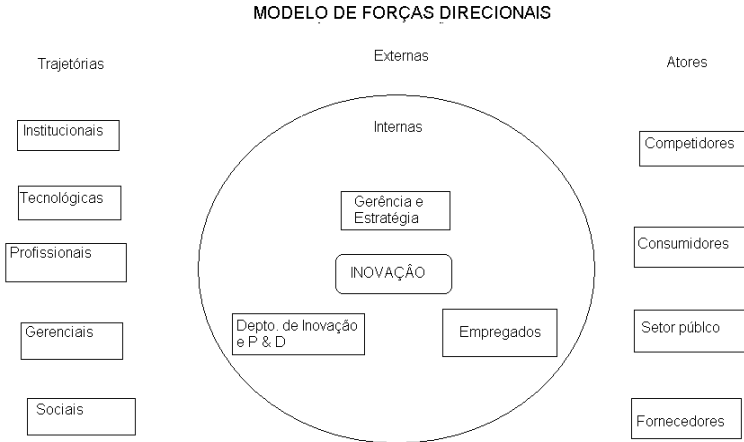 MODELO DE FORÇAS DIRECIONAIS
Trajetórias
Externas
Atores
Institucionais
Internas
Competidores
Tecnológicas
Gerência e
Estratégia
Profissionais
Consumidores
INOVAÇÂO
Gerenciais
Depto. de Inovação
e P & D
Empregados
Setor públco
Sociais
Fornecedores